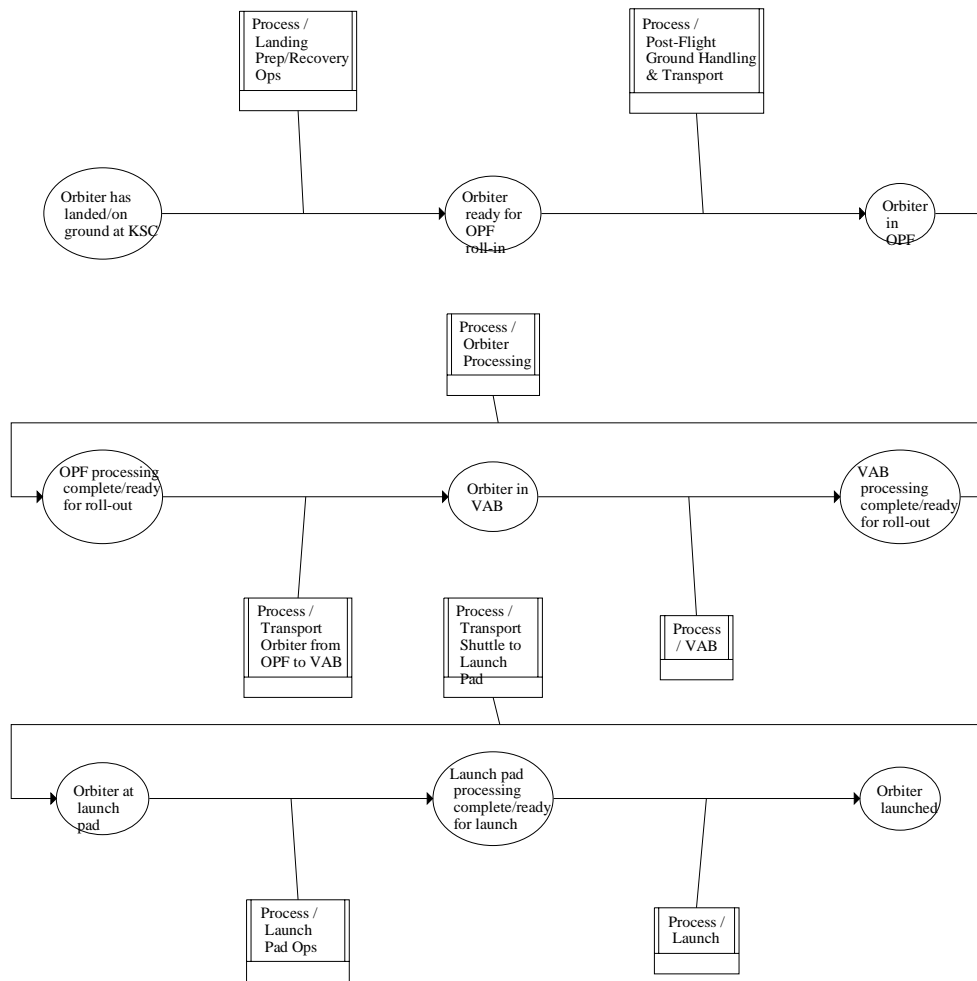 Process /
Landing
Prep/Recovery
Ops
Process /
Post-Flight
Ground Handling
& Transport
Orbiter has
landed/on
ground at KSC
Orbiter
ready for
OPF
roll-in
Orbiter
in
OPF
Process /
Orbiter
Processing
OPF processing
complete/ready
for roll-out
Orbiter in
VAB
VAB
processing
complete/ready
for roll-out
Process /
Transport
Orbiter from
OPF to VAB
Process /
Transport
Shuttle to
Launch
Pad
Process
/ VAB
Orbiter at
launch
pad
Launch pad
processing
complete/ready
for launch
Orbiter
launched
Process /
Launch
Pad Ops
Process /
Launch